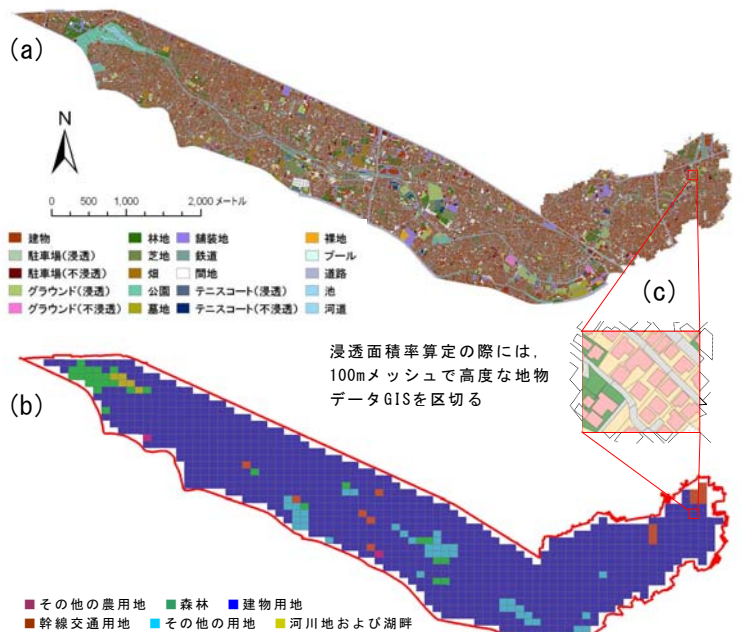 (a)
N
0 500 1,000 2,000 メートル
建物 林地 舗装地 裸地
駐車場(浸透) 芝地 鉄道 プール
駐車場(不浸透) 畑 間地 道路
グラウンド(浸透) 公園 テニスコート(浸透) 池
グラウンド(不浸透) 墓地 テニスコート(不浸透) 河道
(c)
浸透面積率算定の際には,
100mメッシュで高度な地物
データGISを区切る
(b)
その他の農用地 森林 建物用地
幹線交通用地 その他の用地 河川地および湖畔